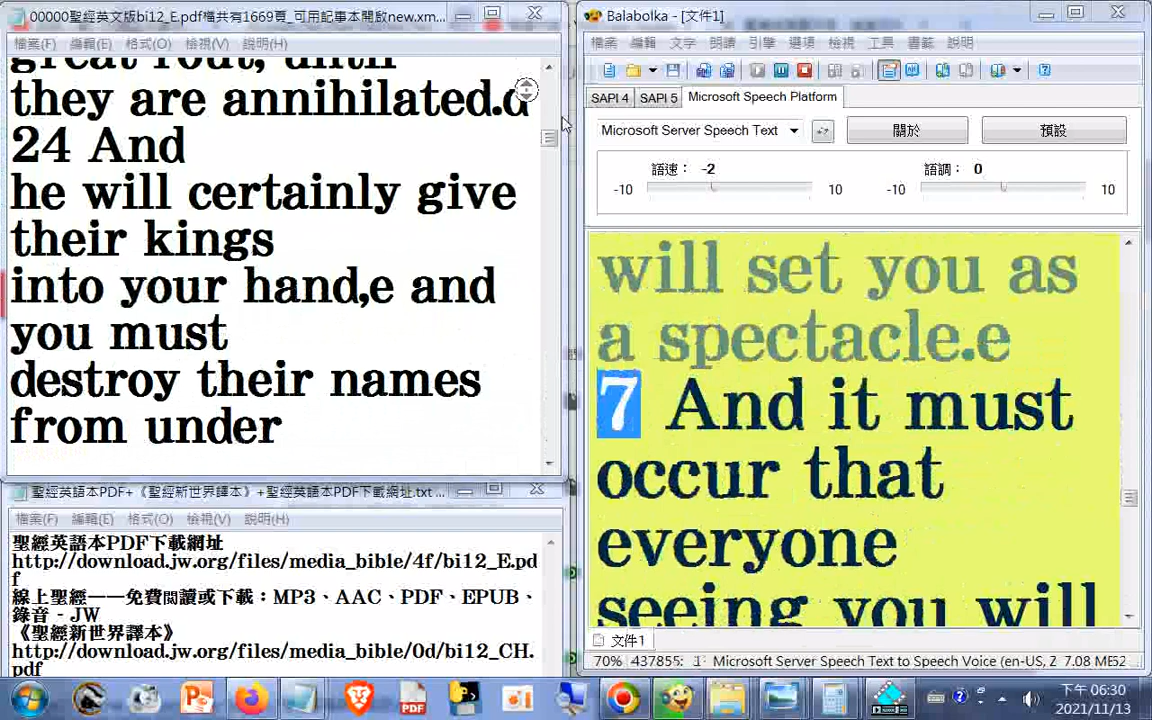 00000聖經英文版bi12_E.pdf檔共有1669頁_可用記事本開啟new.xm...
檔案(F) 編輯(E) 格式(O) 檢視(V) 說明(H)
great rout, until
they are annihilated.d
24 And
he will certainly give
their kings
into your hand,e and
you must
destroy their names
from under
聖經英語本PDF+《聖經新世界譯本》+聖經英語本PDF下載網址.txt ...
檔案(F) 編輯(E) 格式(O) 檢視(V) 說明(H)
聖經英語本PDF下載網址
http://download.jw.org/files/media_bible/4f/bi12_E.pd
f
線上聖經——免費閱讀或下載：MP3、AAC、PDF、EPUB、
錄音 - JW
《聖經新世界譯本》
http://download.jw.org/files/media_bible/0d/bi12_CH.
pdf
Balabolka - [文件1]
檔案 編輯 文字 朗讀 引擎 選項 檢視 工具 書籤 說明
SAPI 4 SAPI 5 Microsoft Speech Platform
Microsoft Server Speech Text 關於 預設
語速： -2 語調： 0
-10 10 -10 10
will set you as
a spectacle.e
7 And it must
occur that
everyone
seeing you will
文件1
70% 437855: 1 Microsoft Server Speech Text to Speech Voice (en-US, Z 7.08 ME52
PDF
下午 06:30
2021/11/13